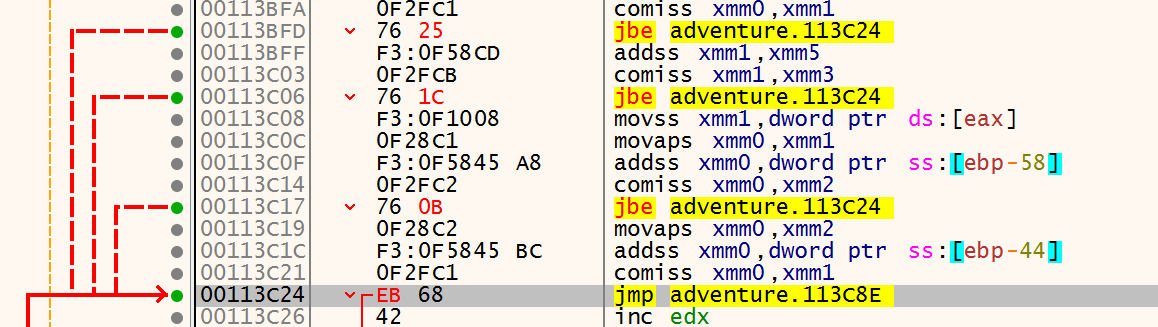 00113BFA 0F2FC1 comiss xmm0,xmm1
00113BFD 76 25 jbe adventure.113C24
00113BFF F3:0F58CD addss xmm1,xmm5
00113C03 0F2FCB comiss xmm1,xmm3
00113C06 76 1C jbe adventure.113C24
00113C08 F3:0F1008 movss xmm1,dword ptr ds:[eax]
00113C0C 0F28C1 movaps xmm0,xmm1
00113C0F F3:0F5845 A8 addss xmm0,dword ptr ss:[ebp-58]
00113C14 0F2FC2 comiss xmm0,xmm2
00113C17 76 0B jbe adventure.113C24
00113C19 0F28C2 movaps xmm0,xmm2
00113C1C F3:0F5845 BC addss xmm0,dword ptr ss:[ebp-44]
00113C21 0F2FC1 comiss xmm0,xmm1
00113C24 EB 68 jmp adventure.113C8E
00113C26 42 inc edx